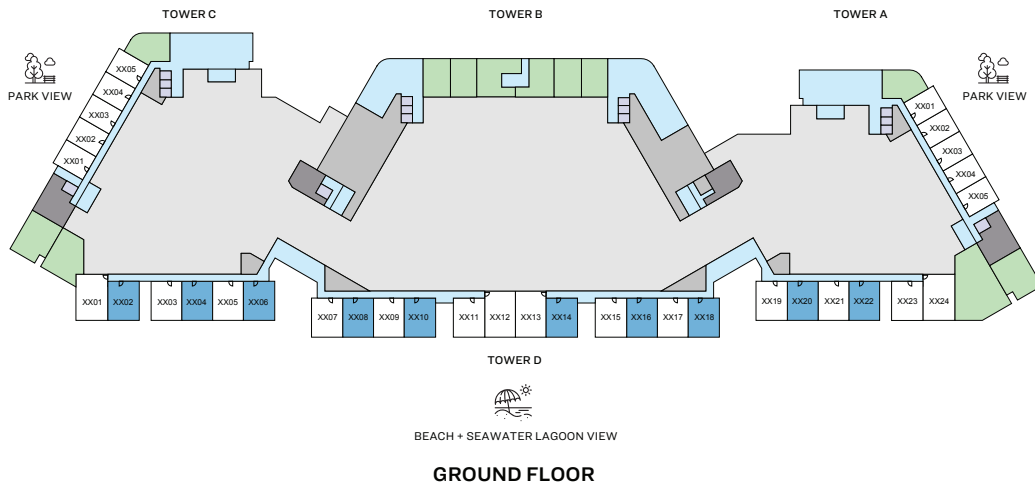 TOWER C
TOWER B
TOWER A
PARK VIEW
PARK VIEW
XX05
XX04
XX03
XX02
XX01
XX01
XX02
XX03
XX04
XX05
XX01
XX02
XX03
XX04
XX05
XX06
XX07
XX08
XX09
XX10
XX11
XX12
XX13
XX14
XX15
XX16
XX17
XX18
XX19
XX20
XX21
XX22
XX23
XX24
TOWER D
BEACH + SEAWATER LAGOON VIEW
GROUND FLOOR